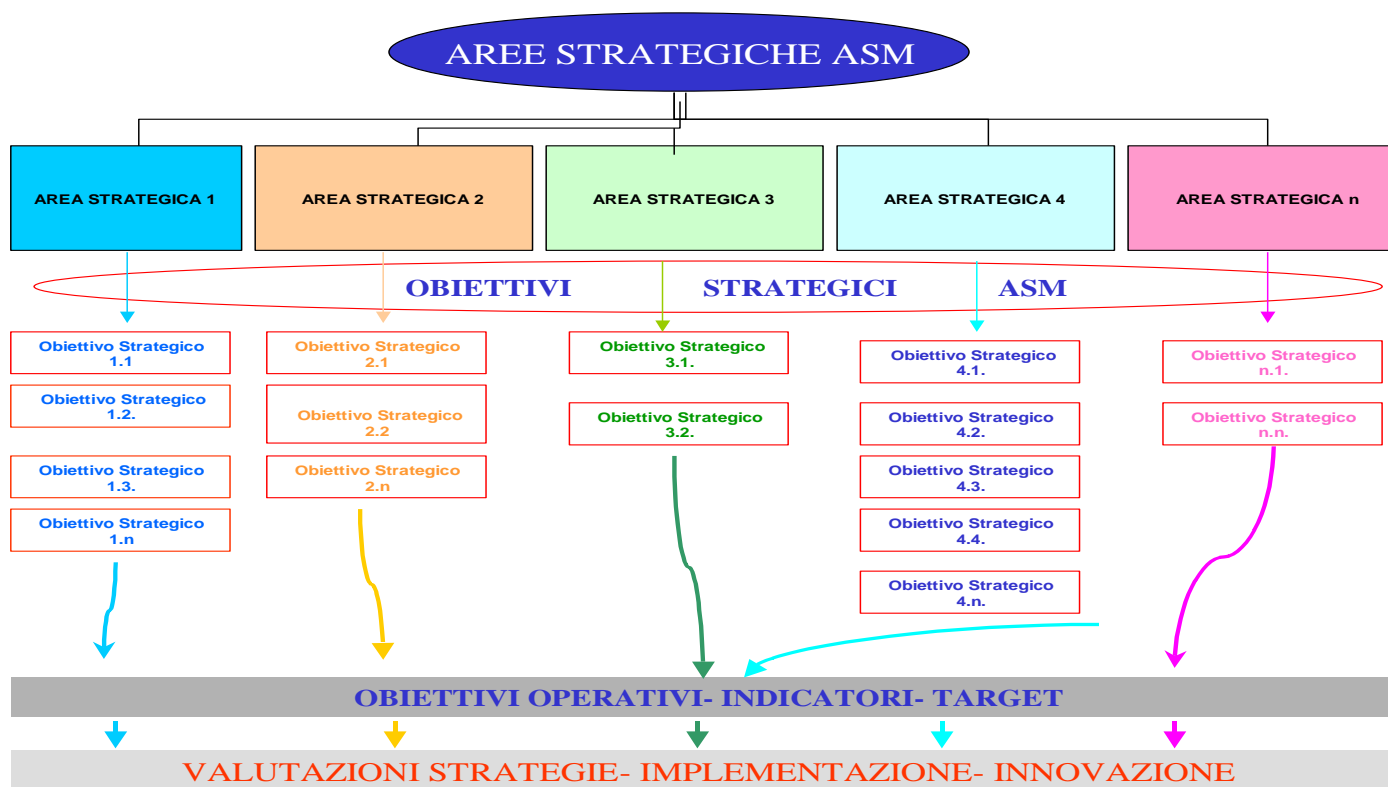 AREE STRATEGICHE ASM
AREA STRATEGICA 1
AREA STRATEGICA 2
AREA STRATEGICA 3
AREA STRATEGICA 4
AREA STRATEGICA n
OBIETTIVI STRATEGICI ASM
Obiettivo Strategico
1.1
Obiettivo Strategico
1.2.
Obiettivo Strategico
1.3.
Obiettivo Strategico
1.n
Obiettivo Strategico
2.1
Obiettivo Strategico
2.2
Obiettivo Strategico
2.n
Obiettivo Strategico
3.1.
Obiettivo Strategico
3.2.
Obiettivo Strategico
4.1.
Obiettivo Strategico
4.2.
Obiettivo Strategico
4.3.
Obiettivo Strategico
4.4.
Obiettivo Strategico
4.n.
Obiettivo Strategico
n.1.
Obiettivo Strategico
n.n.
OBIETTIVI OPERATIVI- INDICATORI- TARGET
VALUTAZIONI STRATEGIE- IMPLEMENTAZIONE- INNOVAZIONE